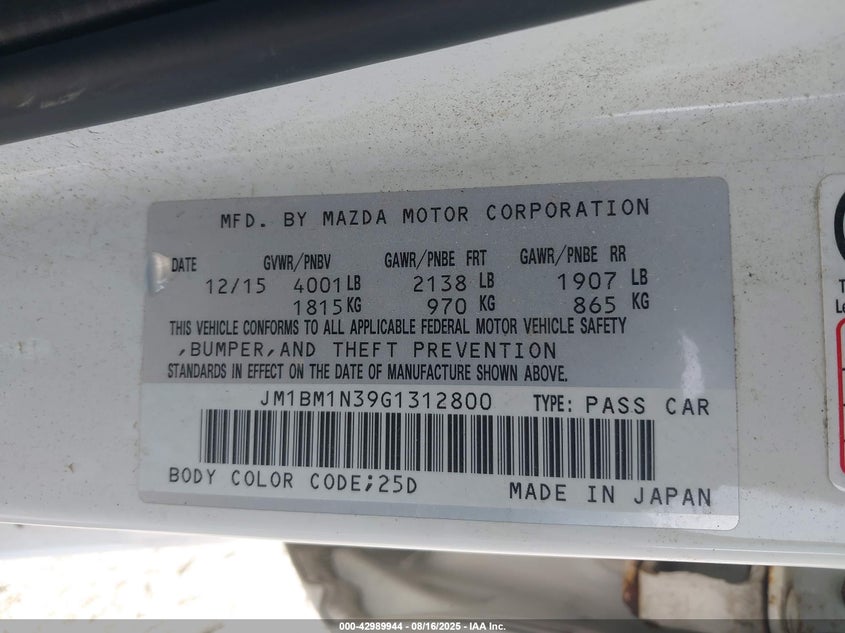 MFD. BY MAZDA MOTOR CORPORATION
DATE GVWR/PNBV GAWR/PNBE FRT GAWR/PNBE RR
12/15 4001 LB 2138 LB 1907 LB
1815 KG 970 KG 865 KG
THIS VEHICLE CONFORMS TO ALL APPLICABLE FEDERAL MOTOR VEHICLE SAFETY
,BUMPER,AND THEFT PREVENTION
STANDARDS IN EFFECT ON THE DATE OF MANUFACTURE SHOWN ABOVE.
JM1BM1N39G1312800 TYPE: PASS CAR
BODY COLOR CODE;25D
MADE IN JAPAN
000-42989944 - 08/16/2025 - IAA Inc.